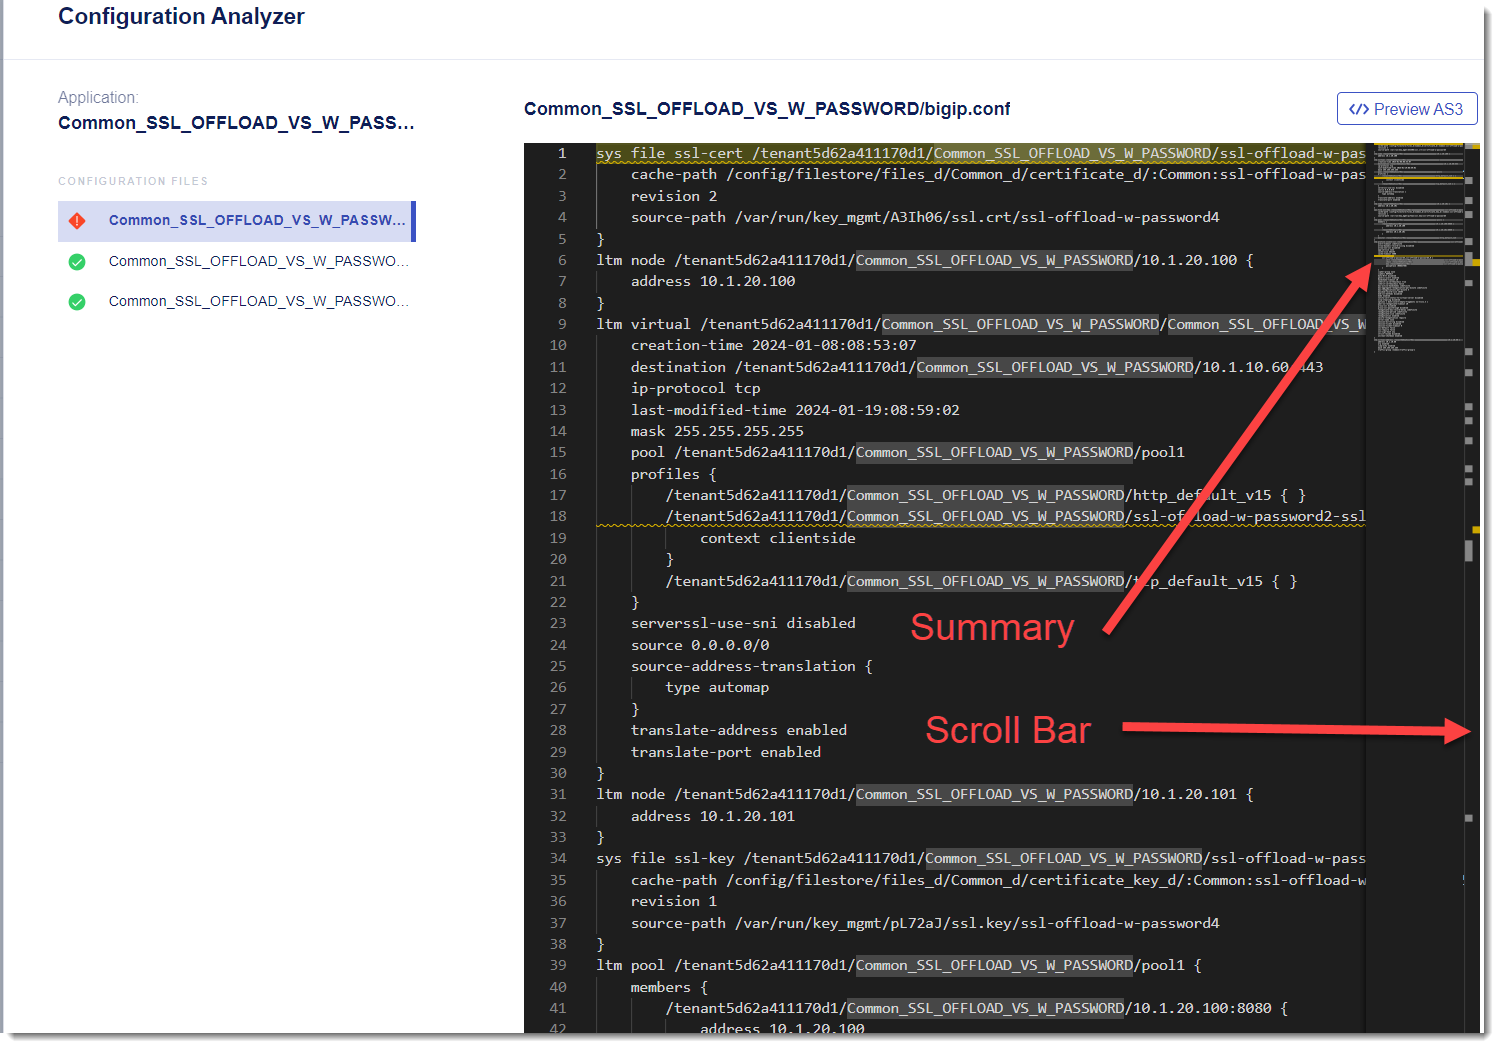 Configuration Analyzer
Application:
Common_SSL_OFFLOAD_VS_W_PASS...
CONFIGURATION FILES
Common_SSL_OFFLOAD_VS_W_PASSW...
Common_SSL_OFFLOAD_VS_W_PASSWO...
Common_SSL_OFFLOAD_VS_W_PASSWO...
Common_SSL_OFFLOAD_VS_W_PASSWORD/bigip.conf
</> Preview AS3
1 sys file ssl-cert /tenant5d62a411170d1/Common_SSL_OFFLOAD_VS_W_PASSWORD/ssl-offload-w-pas
2 cache-path /config/filestore/files_d/Common_d/certificate_d/:Common:ssl-offload-w-pas
3 revision 2
4 source-path /var/run/key_mgmt/A3Ih06/ssl.crt/ssl-offload-w-password4
5 }
6 ltm node /tenant5d62a411170d1/Common_SSL_OFFLOAD_VS_W_PASSWORD/10.1.20.100 {
7 address 10.1.20.100
8 }
9 ltm virtual /tenant5d62a411170d1/Common_SSL_OFFLOAD_VS_W_PASSWORD/Common_SSL_OFFLOAD_VS_W
10 creation-time 2024-01-08:08:53:07
11 destination /tenant5d62a411170d1/Common_SSL_OFFLOAD_VS_W_PASSWORD/10.1.10.60:443
12 ip-protocol tcp
13 last-modified-time 2024-01-19:08:59:02
14 mask 255.255.255.255
15 pool /tenant5d62a411170d1/Common_SSL_OFFLOAD_VS_W_PASSWORD/pool1
16 profiles {
17 /tenant5d62a411170d1/Common_SSL_OFFLOAD_VS_W_PASSWORD/http_default_v15 { }
18 /tenant5d62a411170d1/Common_SSL_OFFLOAD_VS_W_PASSWORD/ssl-offload-w-password2-ssl
19 context clientside
20 }
21 /tenant5d62a411170d1/Common_SSL_OFFLOAD_VS_W_PASSWORD/tcp_default_v15 { }
22 }
23 serverssl-use-sni disabled
24 source 0.0.0.0/0
25 source-address-translation {
26 type automap
27 }
28 translate-address enabled
29 translate-port enabled
30 }
31 ltm node /tenant5d62a411170d1/Common_SSL_OFFLOAD_VS_W_PASSWORD/10.1.20.101 {
32 address 10.1.20.101
33 }
34 sys file ssl-key /tenant5d62a411170d1/Common_SSL_OFFLOAD_VS_W_PASSWORD/ssl-offload-w-pass
35 cache-path /config/filestore/files_d/Common_d/certificate_key_d/:Common:ssl-offload-w
36 revision 1
37 source-path /var/run/key_mgmt/pL72aJ/ssl.key/ssl-offload-w-password4
38 }
39 ltm pool /tenant5d62a411170d1/Common_SSL_OFFLOAD_VS_W_PASSWORD/pool1 {
40 members {
41 /tenant5d62a411170d1/Common_SSL_OFFLOAD_VS_W_PASSWORD/10.1.20.100:8080 {
42 address 10.1.20.100
Summary
Scroll Bar